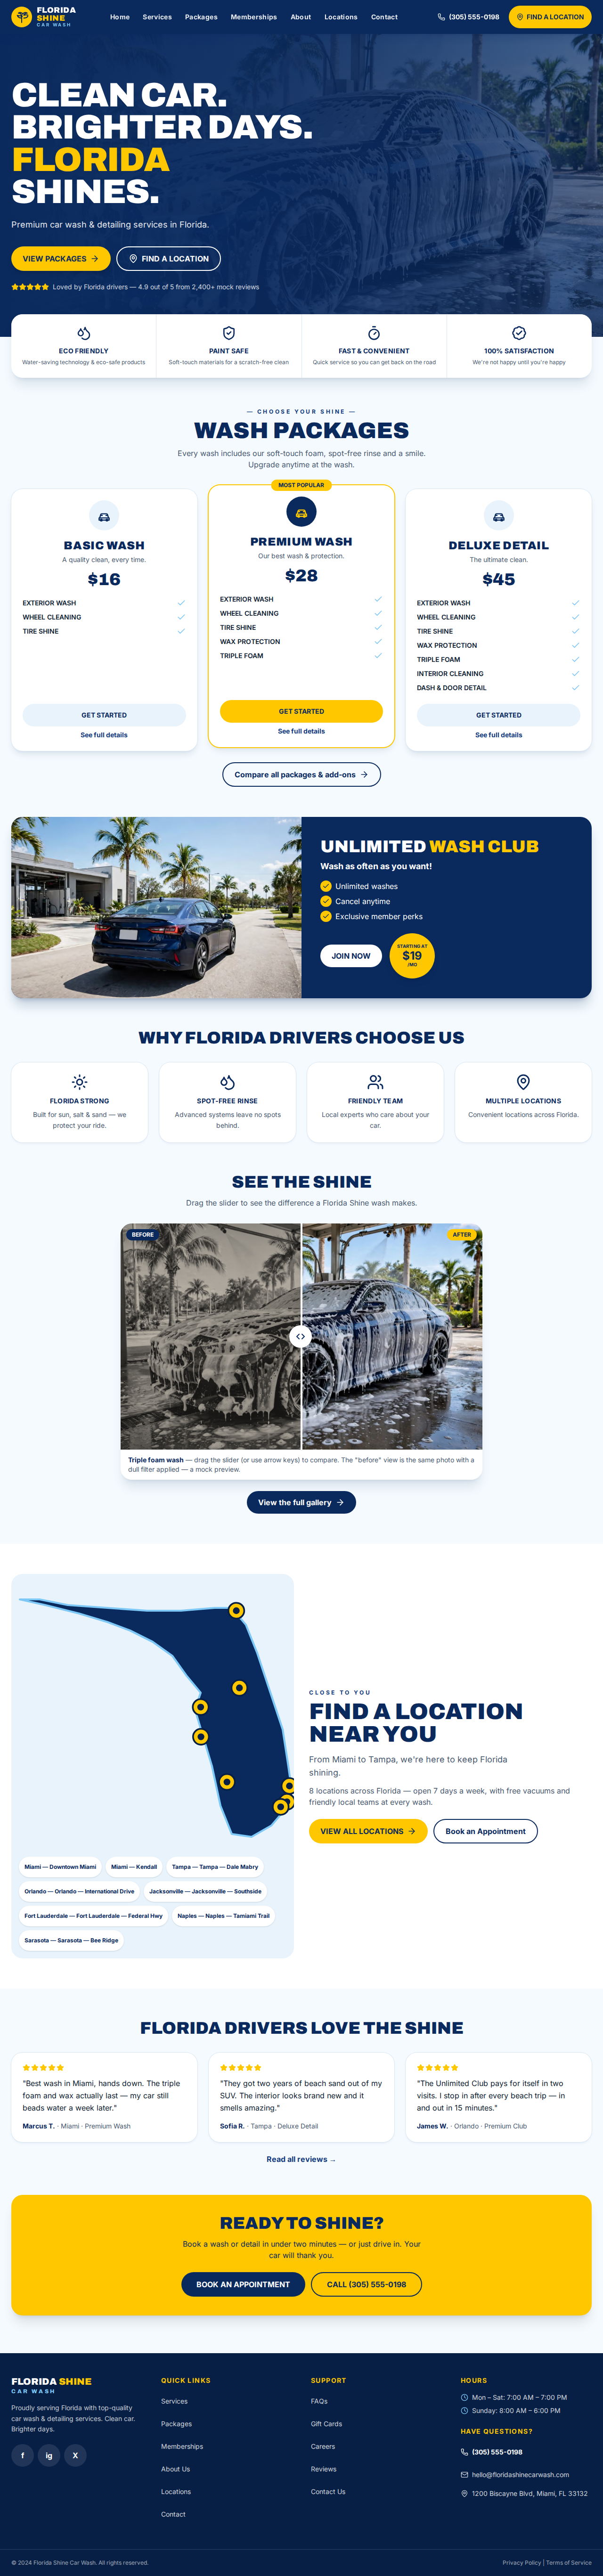 FLORIDA
SHINE
CAR WASH
Home
Services
Packages
Memberships
About
Locations
Contact
(305) 555-0198
FIND A LOCATION
CLEAN CAR.
BRIGHTER DAYS.
FLORIDA
SHINES.
Premium car wash & detailing services in Florida.
VIEW PACKAGES →
FIND A LOCATION
Loved by Florida drivers — 4.9 out of 5 from 2,400+ mock reviews
ECO FRIENDLY
Water-saving technology & eco-safe products
PAINT SAFE
Soft-touch materials for a scratch-free clean
FAST & CONVENIENT
Quick service so you can get back on the road
100% SATISFACTION
We're not happy until you're happy
— CHOOSE YOUR SHINE —
WASH PACKAGES
Every wash includes our soft-touch foam, spot-free rinse and a smile.
Upgrade anytime at the wash.
BASIC WASH
A quality clean, every time.
$16
EXTERIOR WASH
WHEEL CLEANING
TIRE SHINE
GET STARTED
See full details
MOST POPULAR
PREMIUM WASH
Our best wash & protection.
$28
EXTERIOR WASH
WHEEL CLEANING
TIRE SHINE
WAX PROTECTION
TRIPLE FOAM
GET STARTED
See full details
DELUXE DETAIL
The ultimate clean.
$45
EXTERIOR WASH
WHEEL CLEANING
TIRE SHINE
WAX PROTECTION
TRIPLE FOAM
INTERIOR CLEANING
DASH & DOOR DETAIL
GET STARTED
See full details
Compare all packages & add-ons →
UNLIMITED WASH CLUB
Wash as often as you want!
Unlimited washes
Cancel anytime
Exclusive member perks
JOIN NOW
STARTING AT
$19
/MO
WHY FLORIDA DRIVERS CHOOSE US
FLORIDA STRONG
Built for sun, salt & sand — we
protect your ride.
SPOT-FREE RINSE
Advanced systems leave no spots
behind.
FRIENDLY TEAM
Local experts who care about your
car.
MULTIPLE LOCATIONS
Convenient locations across Florida.
SEE THE SHINE
Drag the slider to see the difference a Florida Shine wash makes.
BEFORE
AFTER
Triple foam wash — drag the slider (or use arrow keys) to compare. The "before" view is the same photo with a
dull filter applied — a mock preview.
View the full gallery →
Miami — Downtown Miami
Miami — Kendall
Tampa — Tampa — Dale Mabry
Orlando — Orlando — International Drive
Jacksonville — Jacksonville — Southside
Fort Lauderdale — Fort Lauderdale — Federal Hwy
Naples — Naples — Tamiami Trail
Sarasota — Sarasota — Bee Ridge
CLOSE TO YOU
FIND A LOCATION
NEAR YOU
From Miami to Tampa, we're here to keep Florida
shining.
8 locations across Florida — open 7 days a week, with free vacuums and
friendly local teams at every wash.
VIEW ALL LOCATIONS →
Book an Appointment
FLORIDA DRIVERS LOVE THE SHINE
"Best wash in Miami, hands down. The triple
foam and wax actually last — my car still
beads water a week later."
Marcus T. · Miami · Premium Wash
"They got two years of beach sand out of my
SUV. The interior looks brand new and it
smells amazing."
Sofia R. · Tampa · Deluxe Detail
"The Unlimited Club pays for itself in two
visits. I stop in after every beach trip — in
and out in 15 minutes."
James W. · Orlando · Premium Club
Read all reviews →
READY TO SHINE?
Book a wash or detail in under two minutes — or just drive in. Your
car will thank you.
BOOK AN APPOINTMENT
CALL (305) 555-0198
FLORIDA SHINE
CAR WASH
Proudly serving Florida with top-quality
car wash & detailing services. Clean car.
Brighter days.
f
ig
X
QUICK LINKS
Services
Packages
Memberships
About Us
Locations
Contact
SUPPORT
FAQs
Gift Cards
Careers
Reviews
Contact Us
HOURS
Mon – Sat: 7:00 AM – 7:00 PM
Sunday: 8:00 AM – 6:00 PM
HAVE QUESTIONS?
(305) 555-0198
hello@floridashinecarwash.com
1200 Biscayne Blvd, Miami, FL 33132
© 2024 Florida Shine Car Wash. All rights reserved.
Privacy Policy | Terms of Service